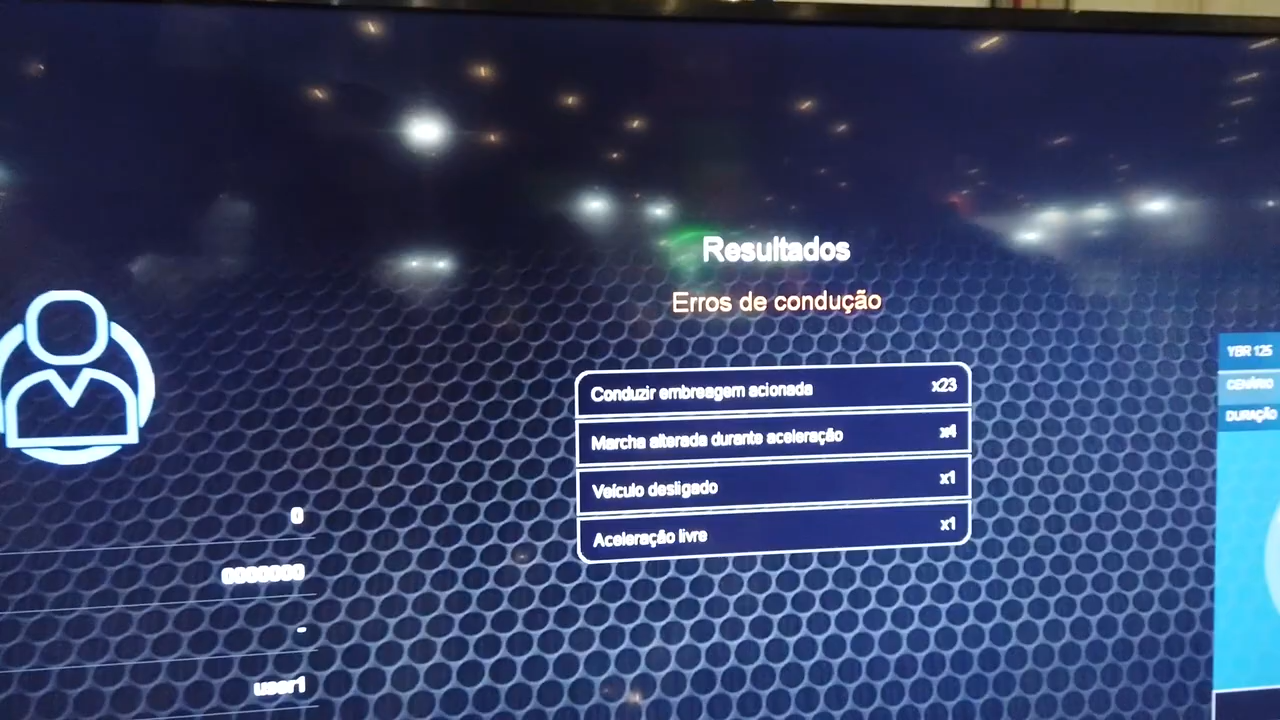 Resultados
Erros de condução
Conduzir embreagem acionada x23
Marcha alterada durante aceleração x4
Veículo desligado x1
Aceleração livre x1
0
0000000
-
user1
YBR 125
CENÁRIO
DURAÇÃO